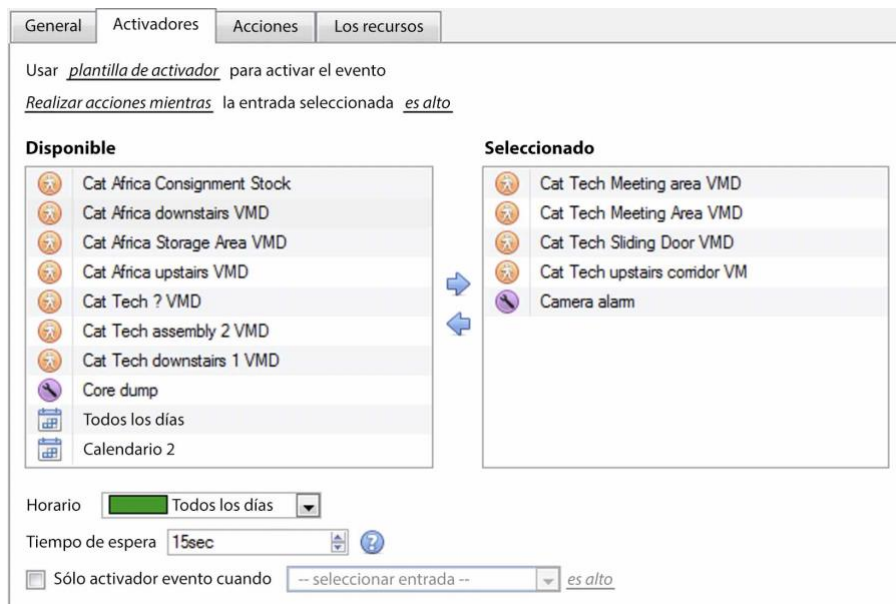 General Activadores Acciones Los recursos
Usar plantilla de activador para activar el evento
Realizar acciones mientras la entrada seleccionada es alto
Disponible
Cat Africa Consignment Stock
Cat Africa downstairs VMD
Cat Africa Storage Area VMD
Cat Africa upstairs VMD
Cat Tech ? VMD
Cat Tech assembly 2 VMD
Cat Tech downstairs 1 VMD
Core dump
Todos los días
Calendario 2
Seleccionado
Cat Tech Meeting area VMD
Cat Tech Meeting Area VMD
Cat Tech Sliding Door VMD
Cat Tech upstairs corridor VM
Camera alarm
Horario Todos los días
Tiempo de espera 15sec ?
Sólo activador evento cuando -- seleccionar entrada -- es alto